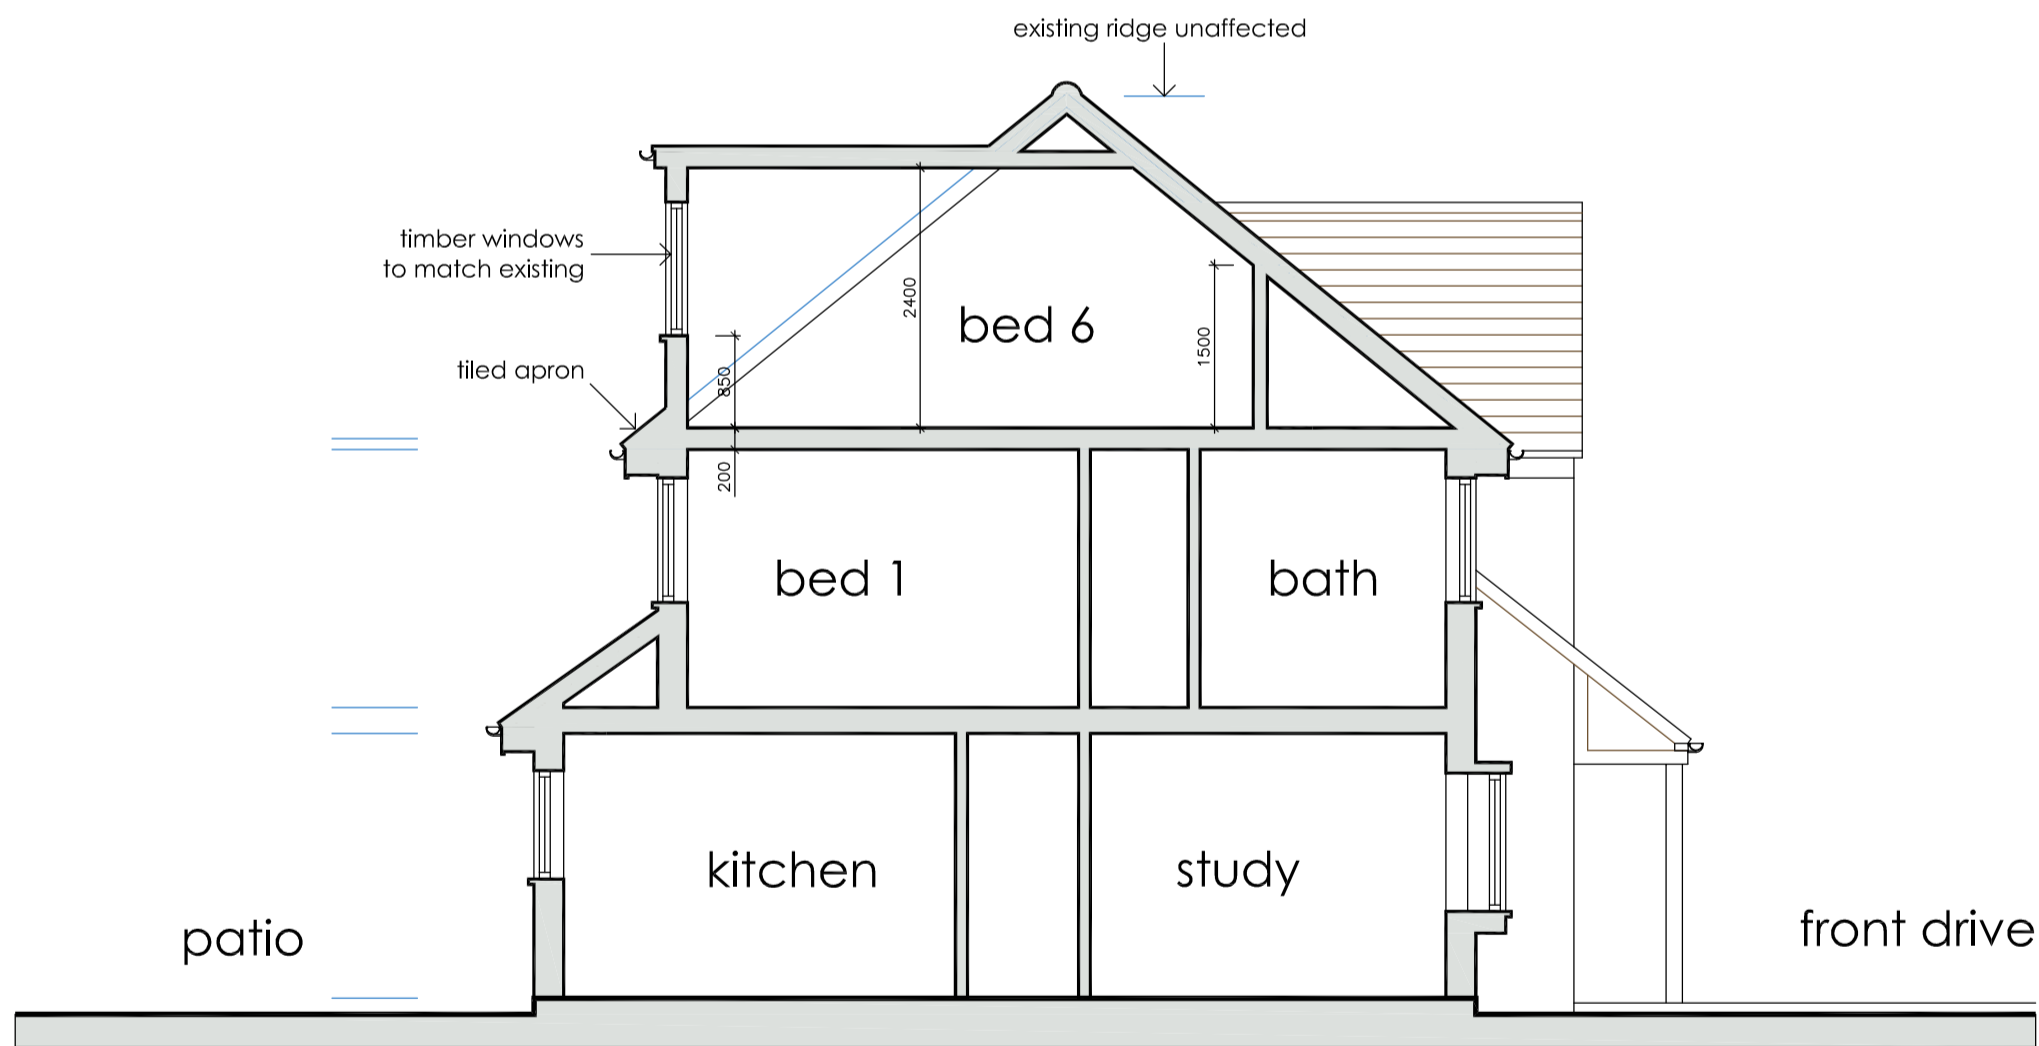 existing ridge unaffected
timber windows
to match existing
2400
bed 6
1500
tiled apron
850
200
bed 1
bath
kitchen
study
patio
front drive